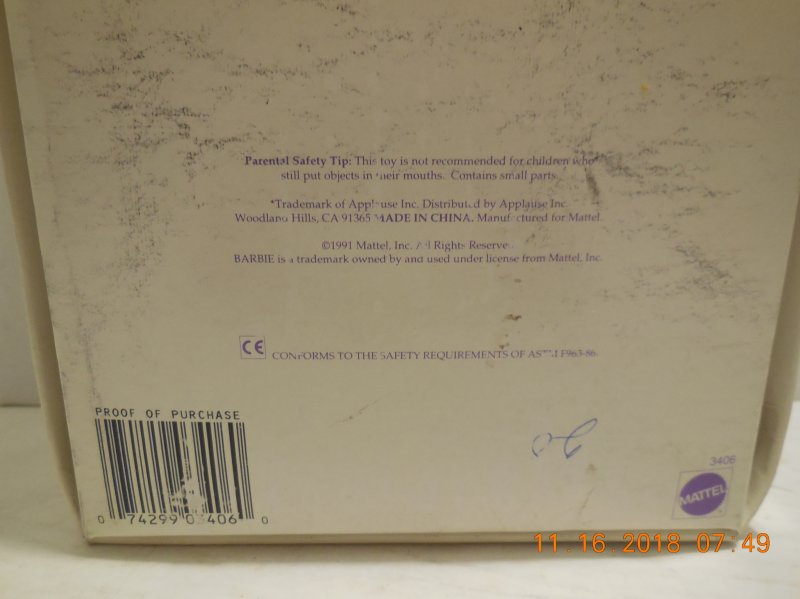 Parental Safety Tip: This toy is not recommended for children who
still put objects in their mouths. Contains small parts.
*Trademark of Applause Inc. Distributed by Applause Inc.
Woodland Hills, CA 91365 MADE IN CHINA. Manufactured for Mattel.
©1991 Mattel, Inc. All Rights Reserved.
BARBIE is a trademark owned by and used under license from Mattel, Inc.
CE CONFORMS TO THE SAFETY REQUIREMENTS OF ASTM F963-86.
PROOF OF PURCHASE
0 74299 03406 0
3406
MATTEL
11.16.2018 07:49